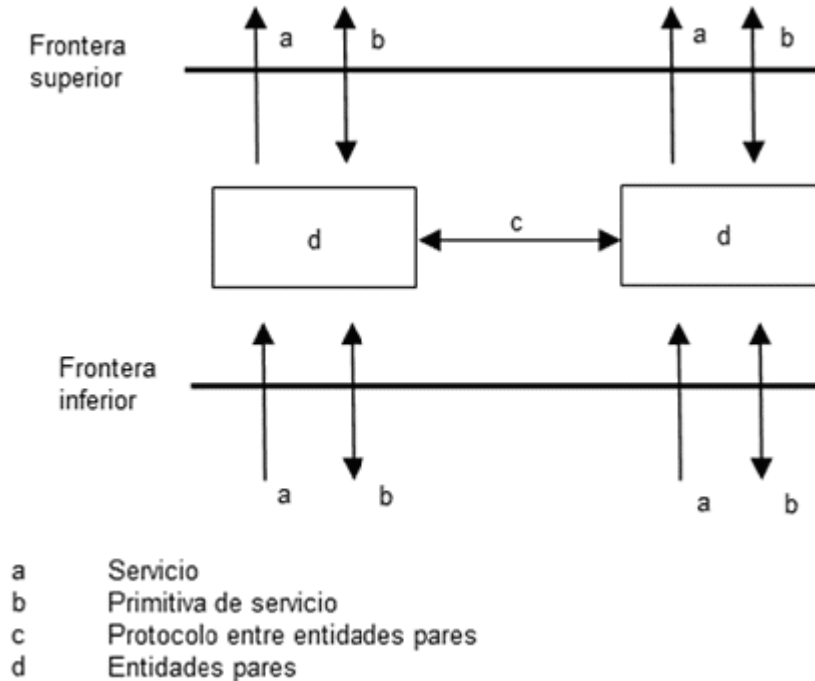 a b a b
Frontera
superior
d c d
Frontera
inferior
a b a b
a Servicio
b Primitiva de servicio
c Protocolo entre entidades pares
d Entidades pares